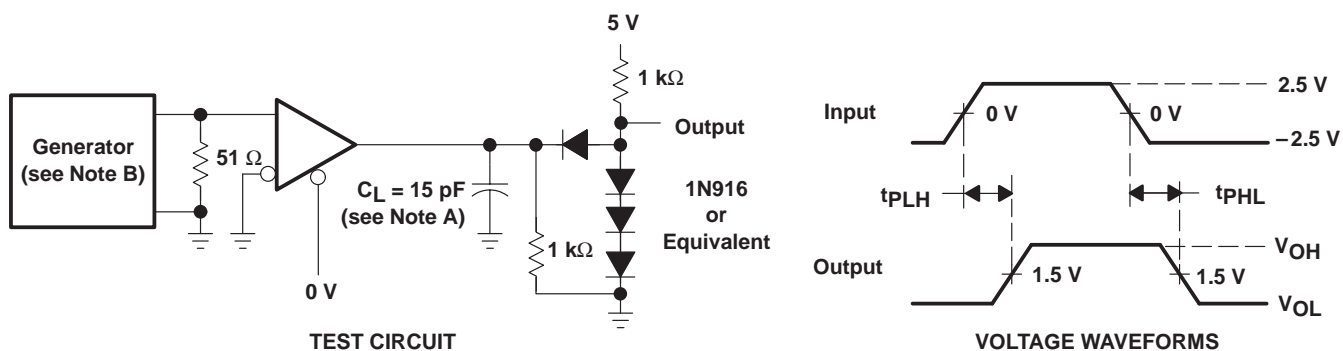 5 V
1 kΩ
Output
Generator
(see Note B)
51 Ω
CL = 15 pF
(see Note A)
1 kΩ
1N916
or
Equivalent
0 V
TEST CIRCUIT
Input
0 V
0 V
2.5 V
−2.5 V
tPLH
tPHL
Output
1.5 V
1.5 V
VOH
VOL
VOLTAGE WAVEFORMS